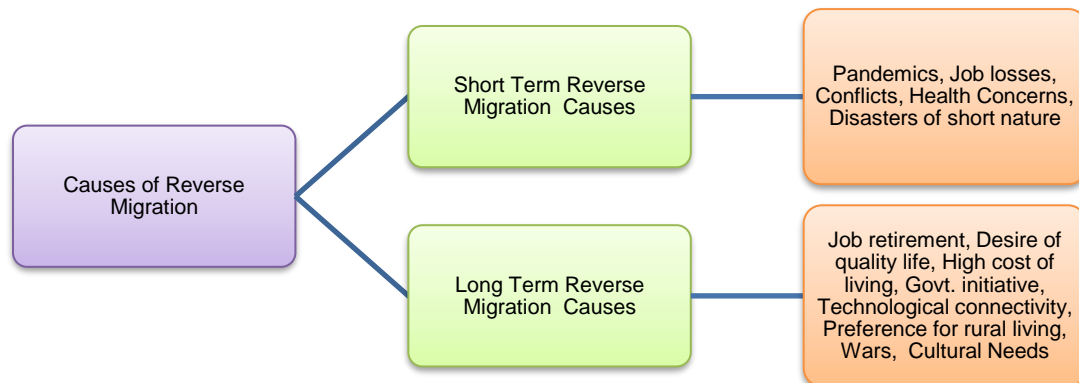 Causes of Reverse
Migration
Short Term Reverse
Migration Causes
Pandemics, Job losses,
Conflicts, Health Concerns,
Disasters of short nature
Long Term Reverse
Migration Causes
Job retirement, Desire of
quality life, High cost of
living, Govt. initiative,
Technological connectivity,
Preference for rural living,
Wars, Cultural Needs